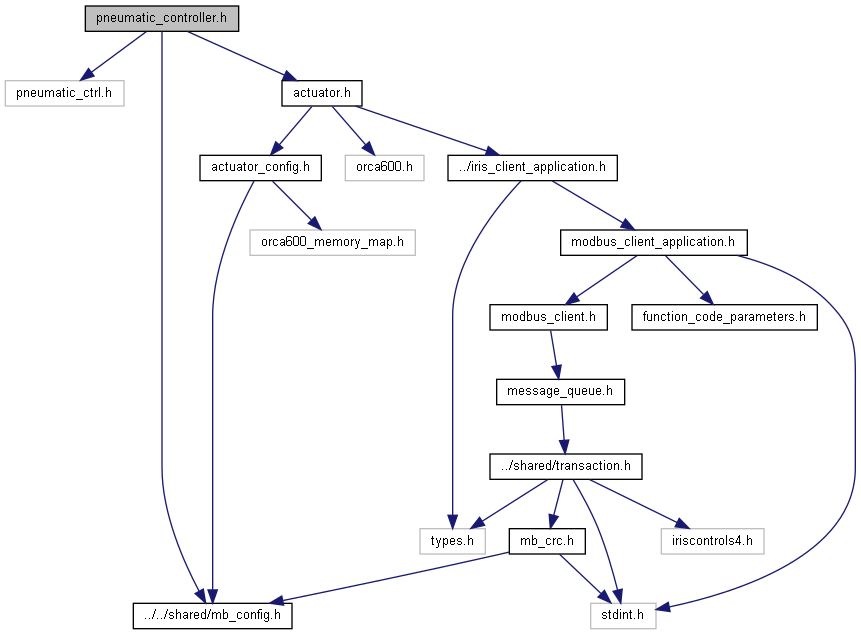 pneumatic_controller.h
pneumatic_ctrl.h
actuator.h
actuator_config.h
orca600.h
../iris_client_application.h
orca600_memory_map.h
modbus_client_application.h
modbus_client.h
function_code_parameters.h
message_queue.h
../shared/transaction.h
types.h
mb_crc.h
iriscontrols4.h
../../shared/mb_config.h
stdint.h